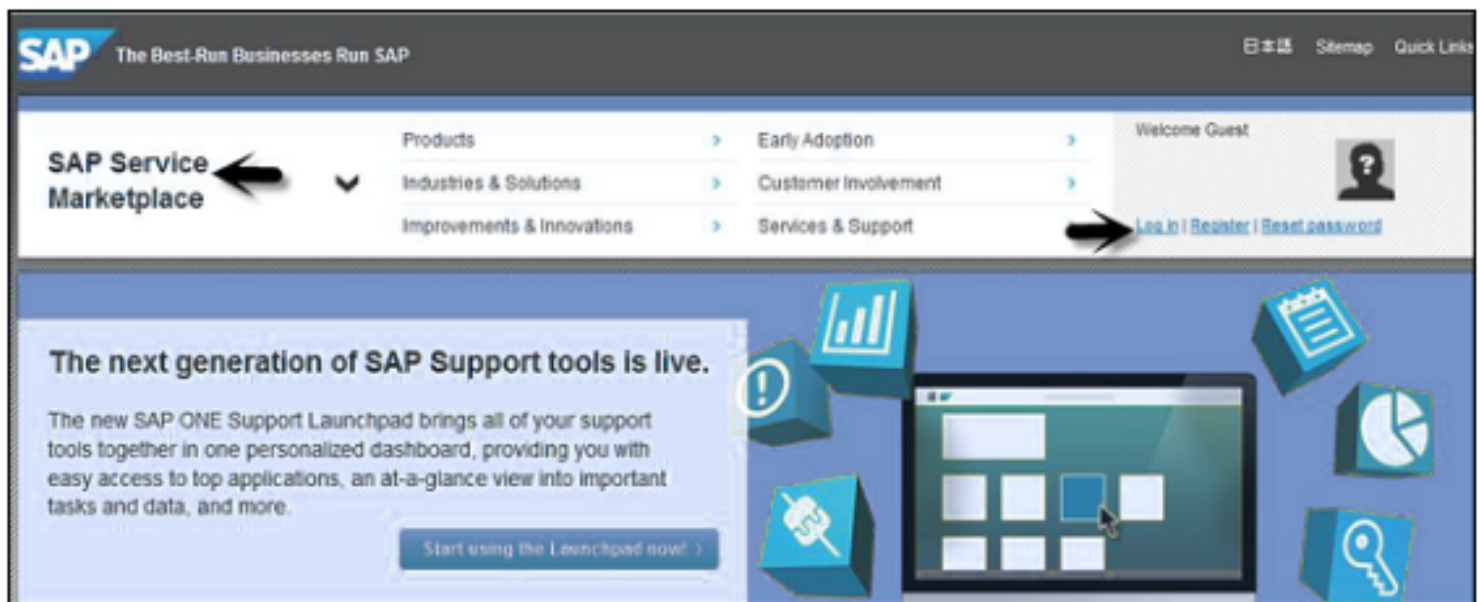 SAP The Best-Run Businesses Run SAP
日本語 Sitemap Quick Links
SAP Service
Marketplace
Products
Industries & Solutions
Improvements & Innovations
Early Adoption
Customer Involvement
Services & Support
Welcome Guest
?
Log in | Register | Reset password
The next generation of SAP Support tools is live.
The new SAP ONE Support Launchpad brings all of your support
tools together in one personalized dashboard, providing you with
easy access to top applications, an at-a-glance view into important
tasks and data, and more.
Start using the Launchpad now! >
!